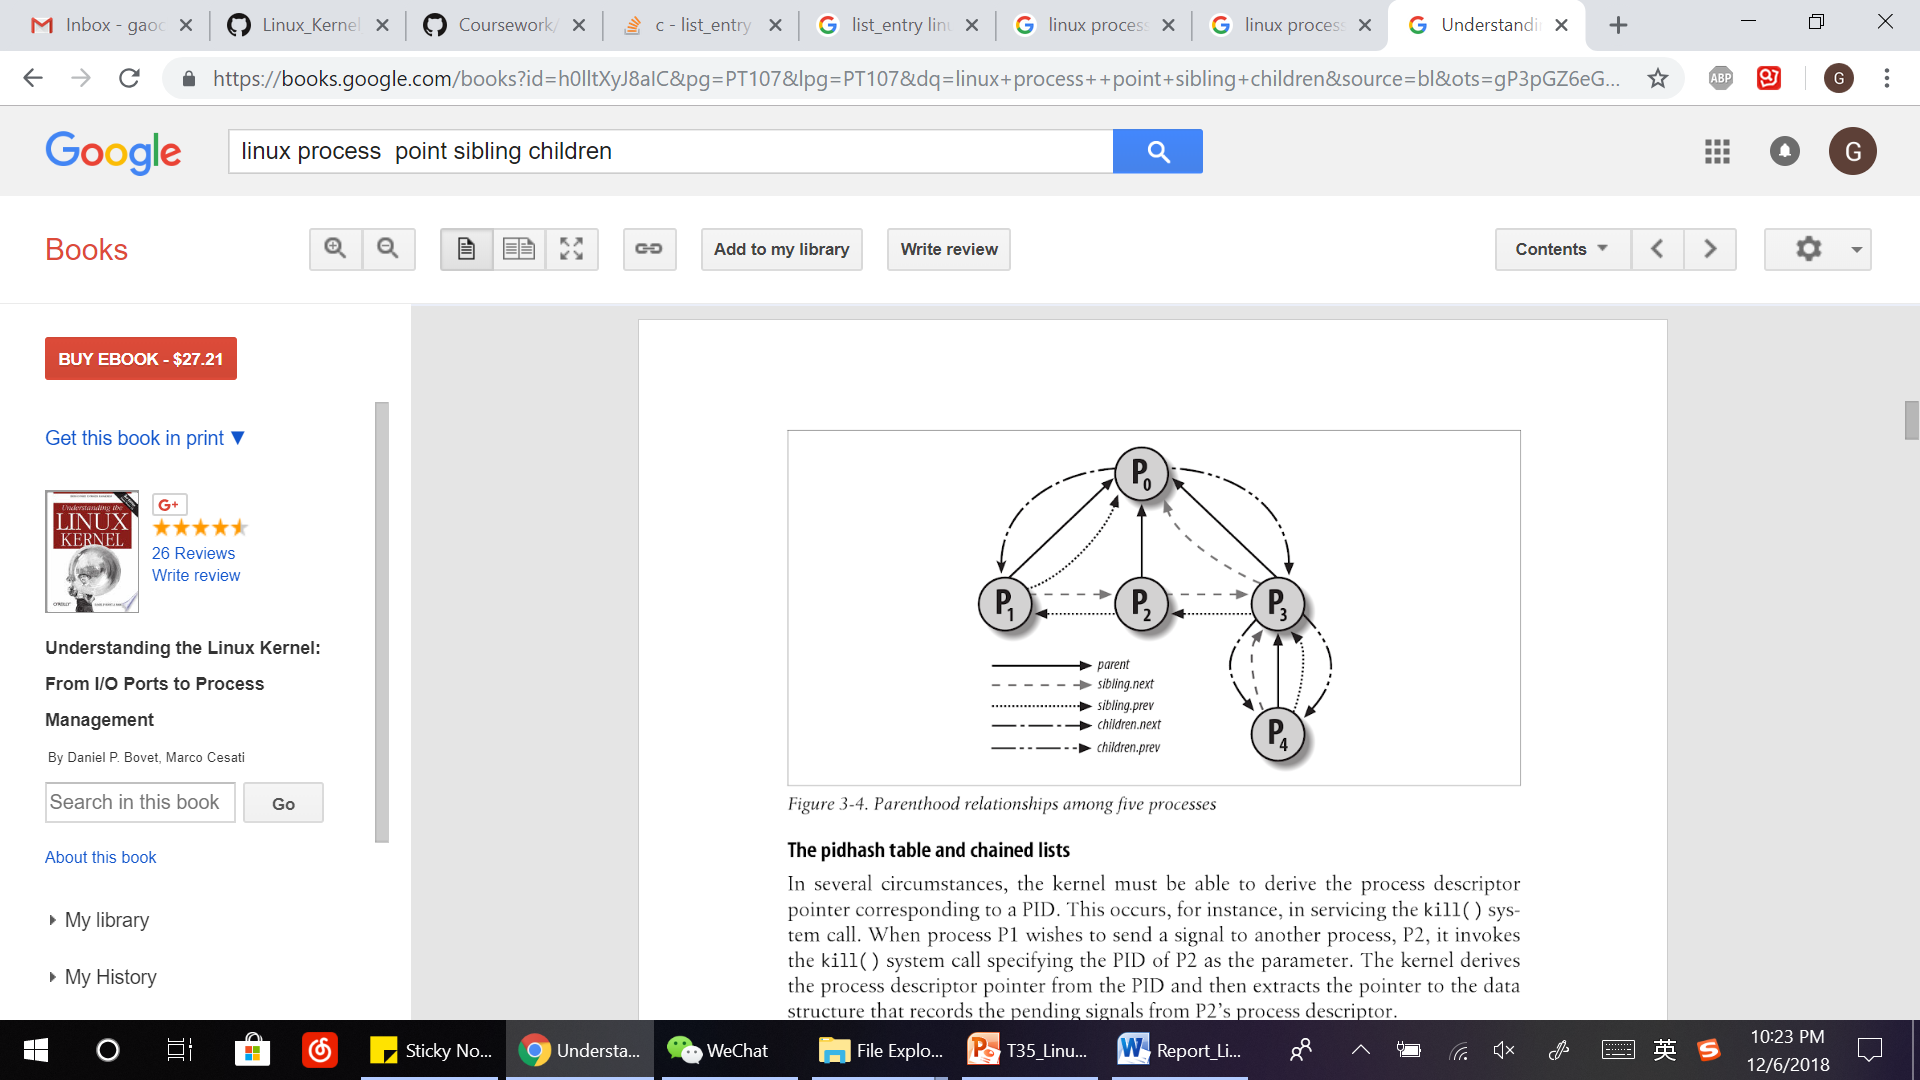 Inbox - gaoc
Linux_Kernel
Coursework/
c - list_entry
list_entry linu
linux process
linux process
Understandi
https://books.google.com/books?id=h0lltXyJ8aIC&pg=PT107&lpg=PT107&dq=linux+process++point+sibling+children&source=bl&ots=gP3pGZ6eG...
ABP
G
Google
linux process  point sibling children
G
Books
Add to my library
Write review
Contents
BUY EBOOK - $27.21
Get this book in print ▼
Understanding the
LINUX
KERNEL
O'REILLY
G+
26 Reviews
Write review
Understanding the Linux Kernel:
From I/O Ports to Process
Management
By Daniel P. Bovet, Marco Cesati
Search in this book
Go
About this book
My library
My History
P0
P1
P2
P3
P4
parent
sibling.next
sibling.prev
children.next
children.prev
Figure 3-4. Parenthood relationships among five processes
The pidhash table and chained lists
In several circumstances, the kernel must be able to derive the process descriptor
pointer corresponding to a PID. This occurs, for instance, in servicing the kill() sys-
tem call. When process P1 wishes to send a signal to another process, P2, it invokes
the kill() system call specifying the PID of P2 as the parameter. The kernel derives
the process descriptor pointer from the PID and then extracts the pointer to the data
structure that records the pending signals from P2's process descriptor.
Sticky No...
Understa...
WeChat
File Explo...
T35_Linu...
Report_Li...
英
10:23 PM
12/6/2018